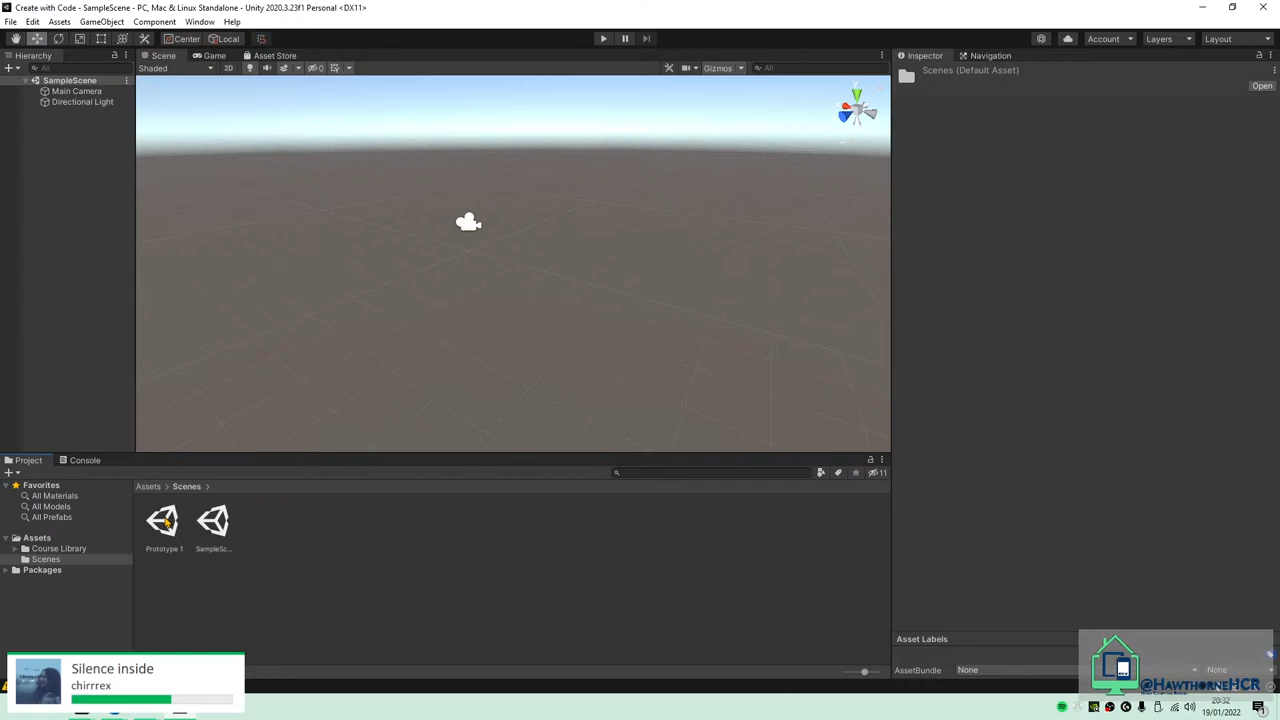 Create with Code - SampleScene - PC, Mac & Linux Standalone - Unity 2020.3.23f1 Personal <DX11>
File Edit Assets GameObject Component Window Help
Center Local Account Layers Layout
Hierarchy
All
SampleScene
Main Camera
Directional Light
Scene Game Asset Store
Shaded 2D 0 Gizmos All
Inspector Navigation
Scenes (Default Asset)
Open
Project Console
11
Favorites
All Materials
All Models
All Prefabs
Assets
Course Library
Scenes
Packages
Assets > Scenes >
Prototype 1 SampleSc...
Asset Labels
AssetBundle None None
Silence inside
chirrrex
@HawthorneHCR
20:32
19/01/2022